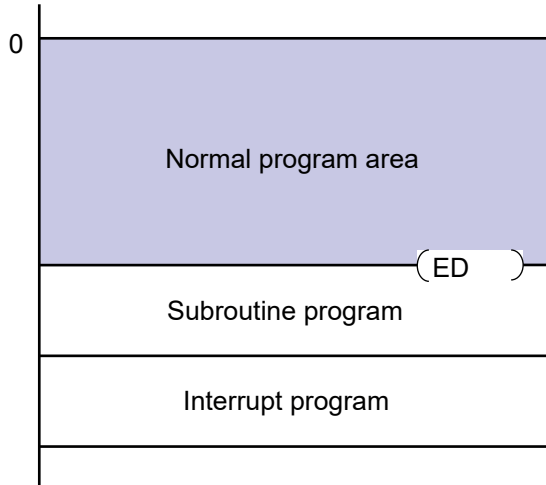 0
Normal program area
ED
Subroutine program
Interrupt program